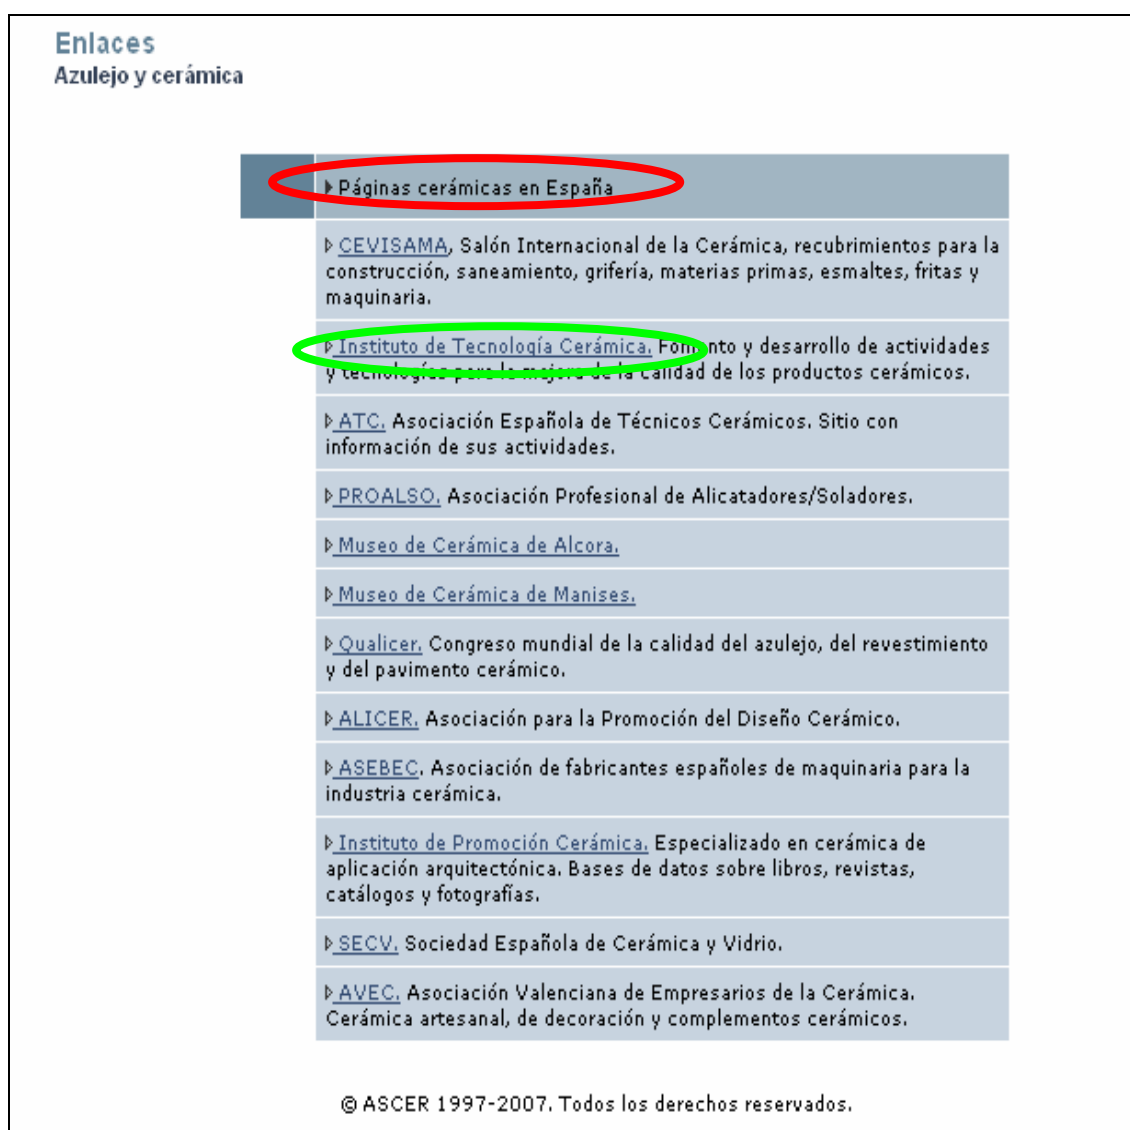 Enlaces
Azulejo y cerámica
Páginas cerámicas en España
CEVISAMA, Salón Internacional de la Cerámica, recubrimientos para la
construcción, saneamiento, grifería, materias primas, esmaltes, fritas y
maquinaria.
Instituto de Tecnología Cerámica. Fomento y desarrollo de actividades
y tecnologías para la mejora de la calidad de los productos cerámicos.
ATC. Asociación Española de Técnicos Cerámicos. Sitio con
información de sus actividades.
PROALSO. Asociación Profesional de Alicatadores/Soladores.
Museo de Cerámica de Alcora.
Museo de Cerámica de Manises.
Qualicer. Congreso mundial de la calidad del azulejo, del revestimiento
y del pavimento cerámico.
ALICER. Asociación para la Promoción del Diseño Cerámico.
ASEBEC. Asociación de fabricantes españoles de maquinaria para la
industria cerámica.
Instituto de Promoción Cerámica. Especializado en cerámica de
aplicación arquitectónica. Bases de datos sobre libros, revistas,
catálogos y fotografías.
SECV. Sociedad Española de Cerámica y Vidrio.
AVEC. Asociación Valenciana de Empresarios de la Cerámica.
Cerámica artesanal, de decoración y complementos cerámicos.
© ASCER 1997-2007. Todos los derechos reservados.